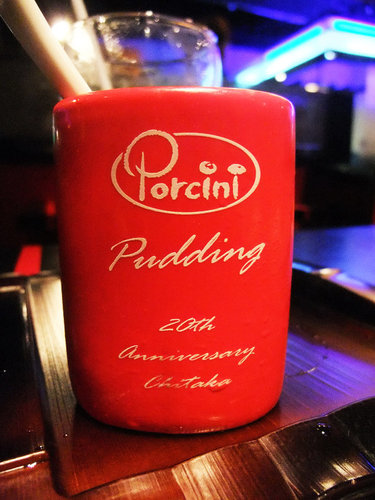 Porcini
Pudding
20th
Anniversary
Chitaka